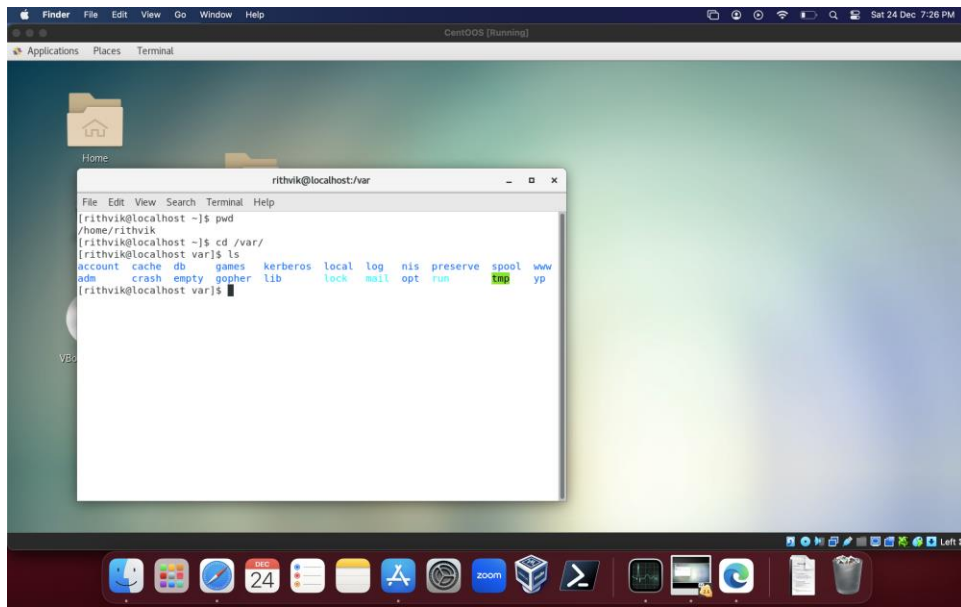 Finder File Edit View Go Window Help
Sat 24 Dec 7:26 PM
CentOOS [Running]
Applications Places Terminal
Home
rithvik@localhost:/var
File Edit View Search Terminal Help
[rithvik@localhost ~]$ pwd
/home/rithvik
[rithvik@localhost ~]$ cd /var/
[rithvik@localhost var]$ ls
account cache db games kerberos local log nis preserve spool www
adm crash empty gopher lib lock mail opt run tmp yp
[rithvik@localhost var]$
VBo
Left
DEC
24
zoom